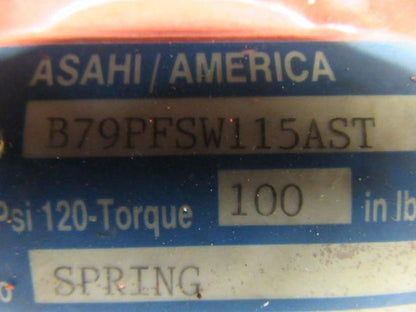 ASAHI/AMERICA
B79PFSW115AST
Psi 120-Torque 100 in lb
SPRING